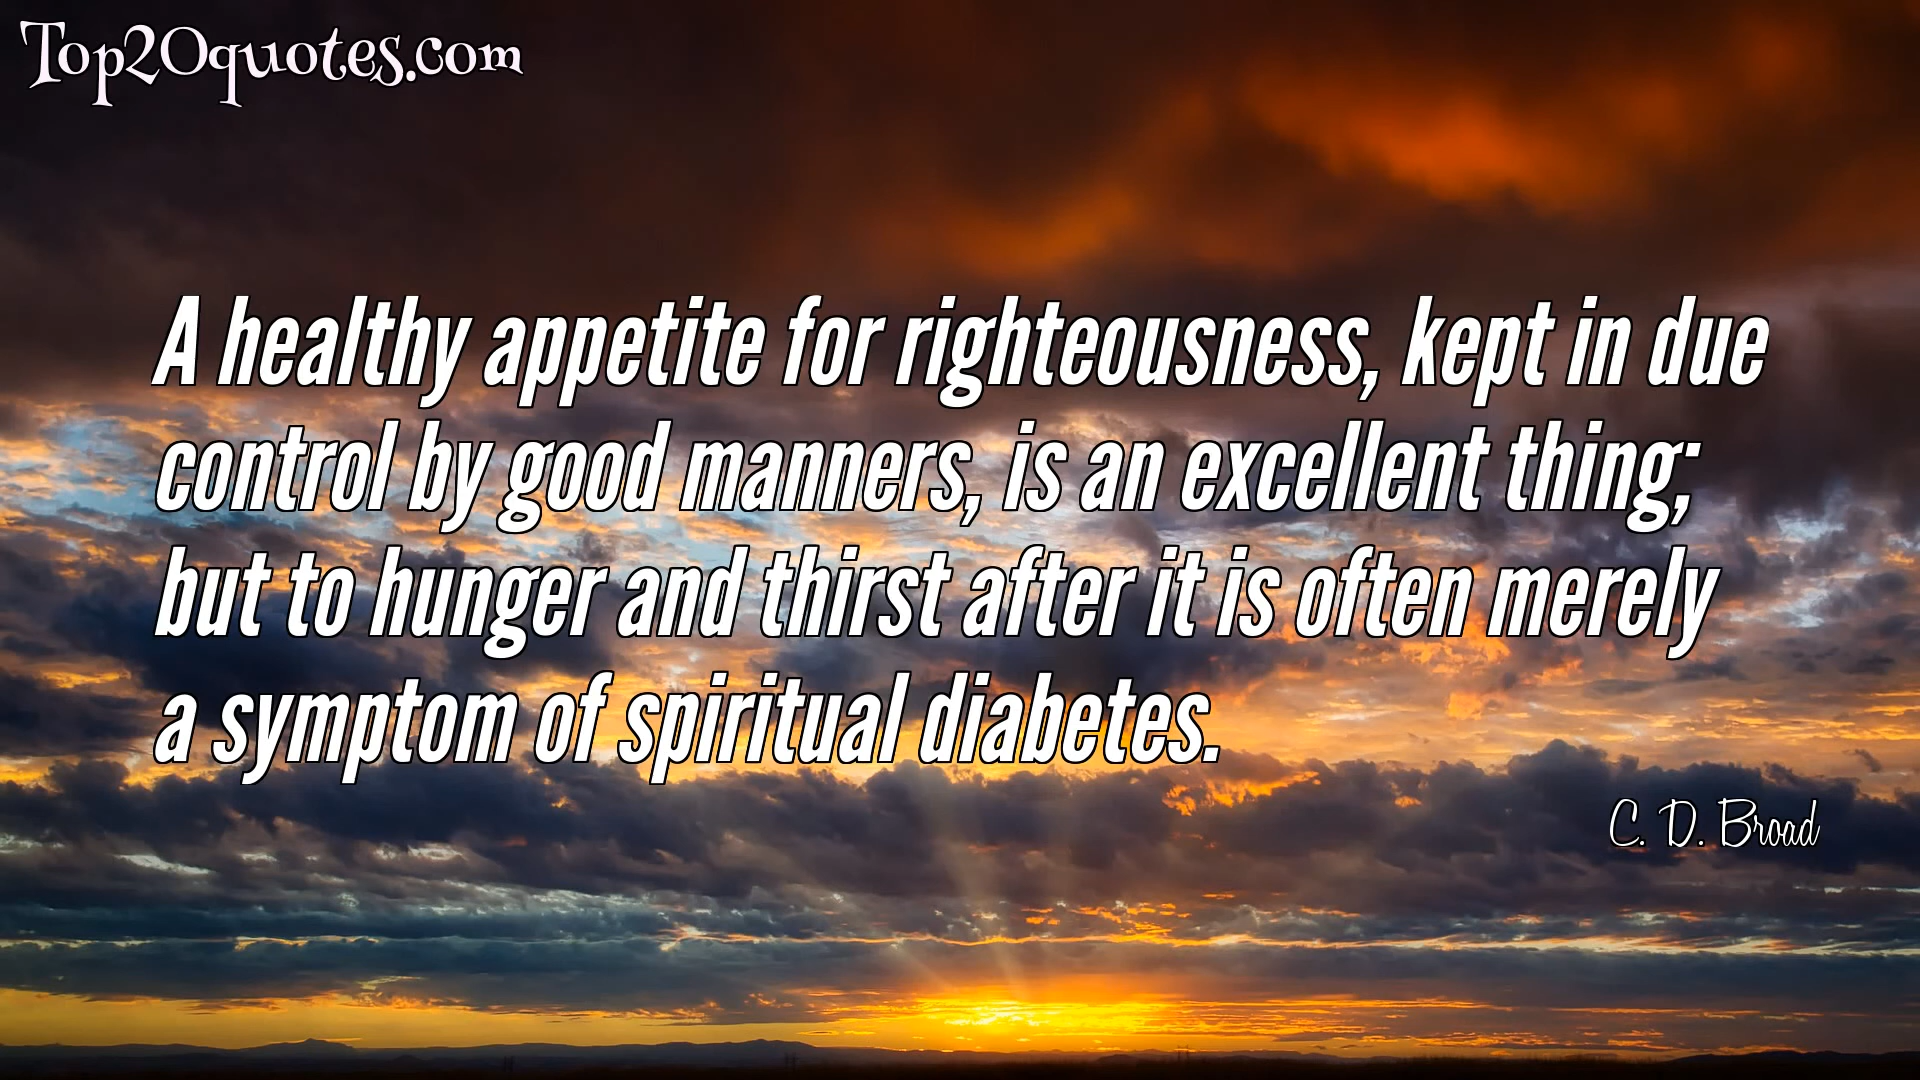 Top20quotes.com
A healthy appetite for righteousness, kept in due
control by good manners, is an excellent thing;
but to hunger and thirst after it is often merely
a symptom of spiritual diabetes.
C. D. Broad